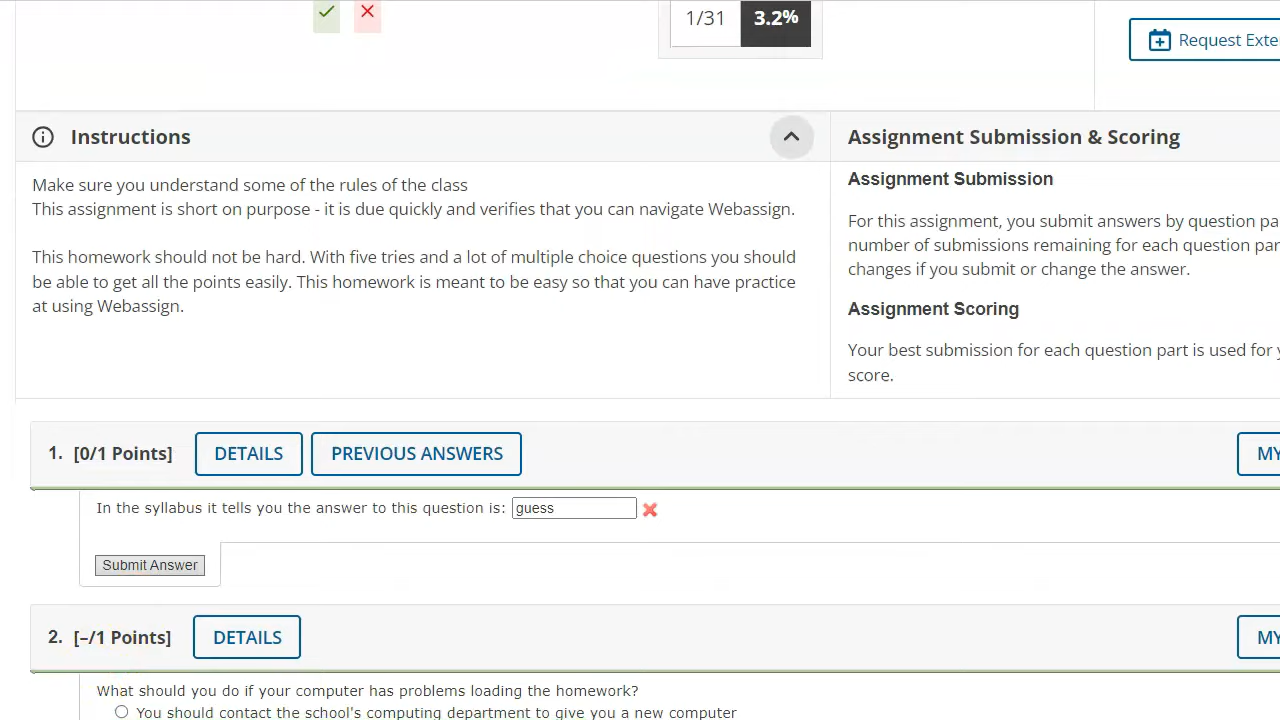 1/31 3.2%
Request Exte
Instructions
Make sure you understand some of the rules of the class
This assignment is short on purpose - it is due quickly and verifies that you can navigate Webassign.
This homework should not be hard. With five tries and a lot of multiple choice questions you should
be able to get all the points easily. This homework is meant to be easy so that you can have practice
at using Webassign.
Assignment Submission & Scoring
Assignment Submission
For this assignment, you submit answers by question pa
number of submissions remaining for each question par
changes if you submit or change the answer.
Assignment Scoring
Your best submission for each question part is used for y
score.
1. [0/1 Points] DETAILS PREVIOUS ANSWERS MY
In the syllabus it tells you the answer to this question is: guess
Submit Answer
2. [–/1 Points] DETAILS MY
What should you do if your computer has problems loading the homework?
You should contact the school's computing department to give you a new computer